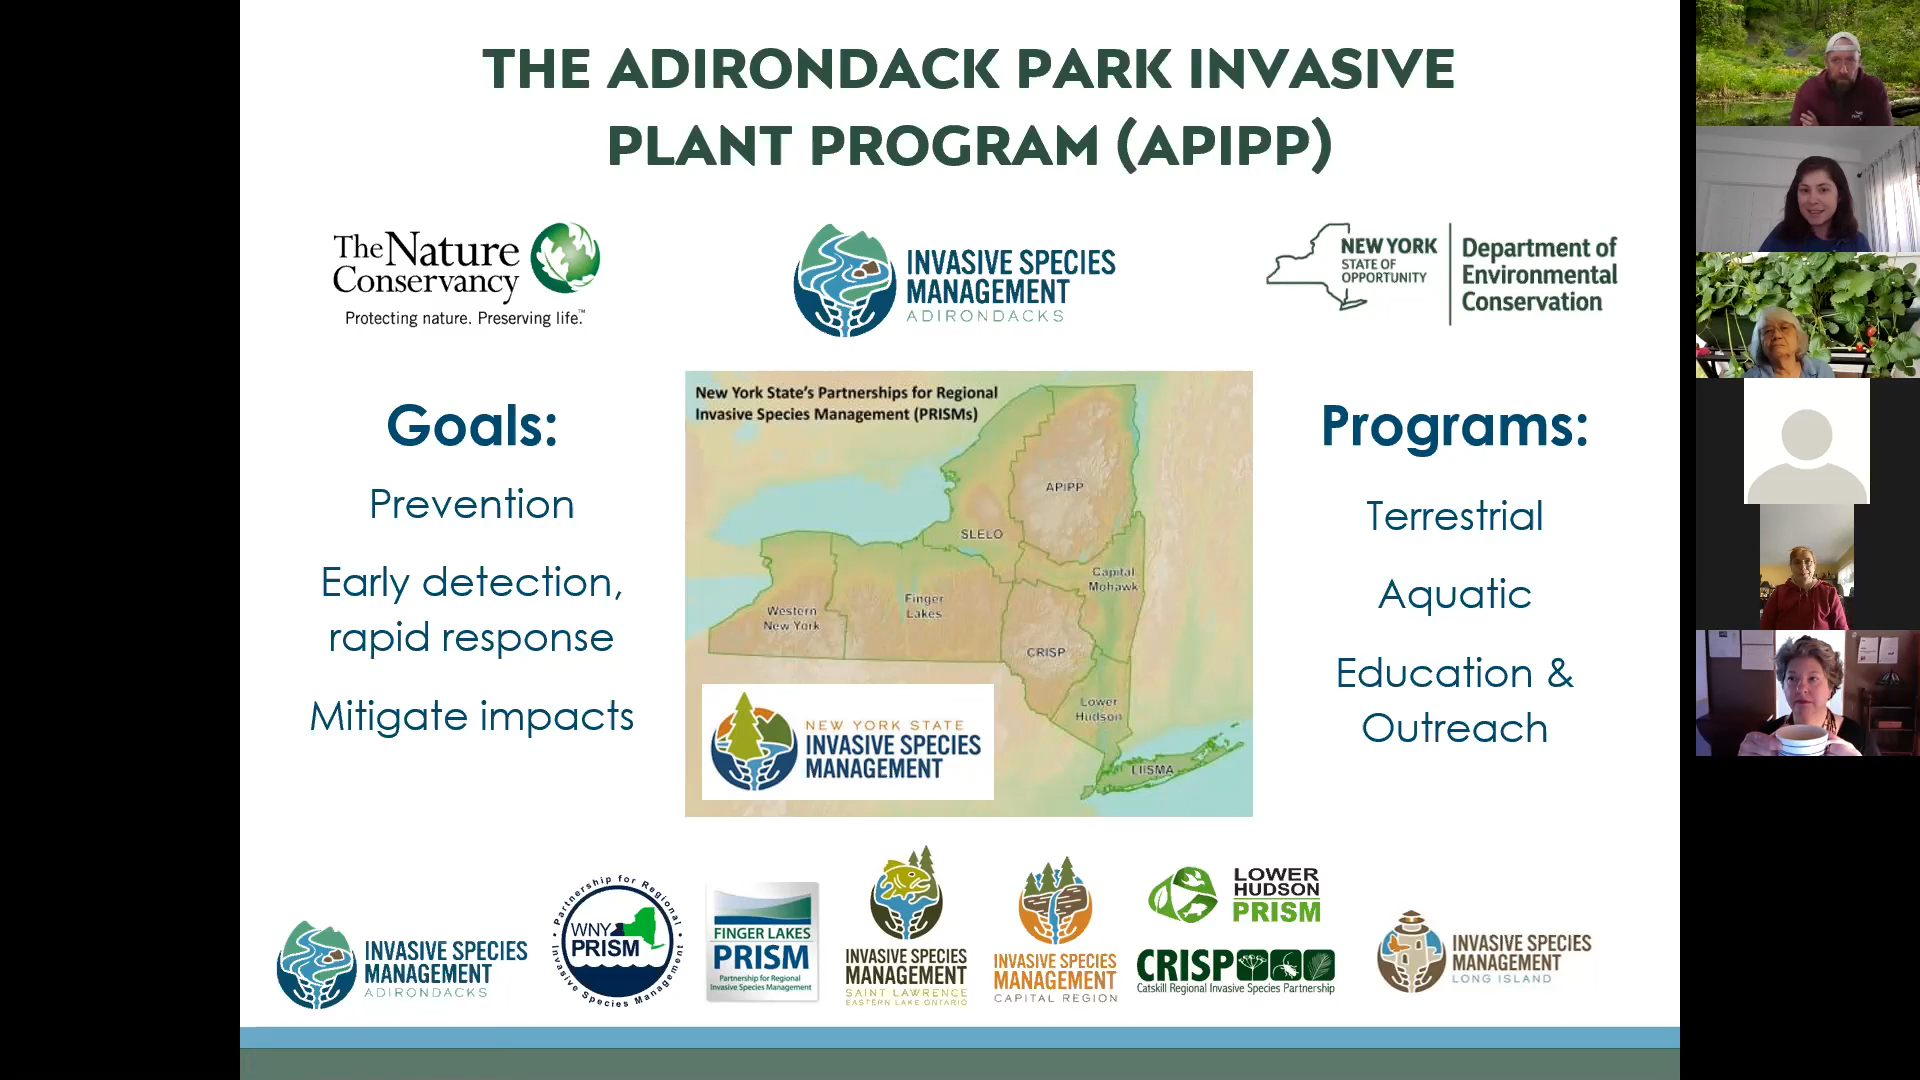 THE ADIRONDACK PARK INVASIVE
PLANT PROGRAM (APIPP)
The Nature
Conservancy
Protecting nature. Preserving life.™
INVASIVE SPECIES
MANAGEMENT
ADIRONDACKS
NEW YORK
STATE OF
OPPORTUNITY
Department of
Environmental
Conservation
Goals:
Prevention
Early detection,
rapid response
Mitigate impacts
New York State's Partnerships for Regional
Invasive Species Management (PRISMs)
APIPP
SLELO
Capital
Mohawk
Finger
Lakes
Western
New York
CRISP
Lower
Hudson
LIISMA
NEW YORK STATE
INVASIVE SPECIES
MANAGEMENT
Programs:
Terrestrial
Aquatic
Education &
Outreach
INVASIVE SPECIES
MANAGEMENT
ADIRONDACKS
Partnership for Regional
WNY
PRISM
Invasive Species Management
FINGER LAKES
PRISM
Partnership for Regional
Invasive Species Management
INVASIVE SPECIES
MANAGEMENT
SAINT LAWRENCE
EASTERN LAKE ONTARIO
INVASIVE SPECIES
MANAGEMENT
CAPITAL REGION
LOWER
HUDSON
PRISM
CRISP
Catskill Regional Invasive Species Partnership
INVASIVE SPECIES
MANAGEMENT
LONG ISLAND